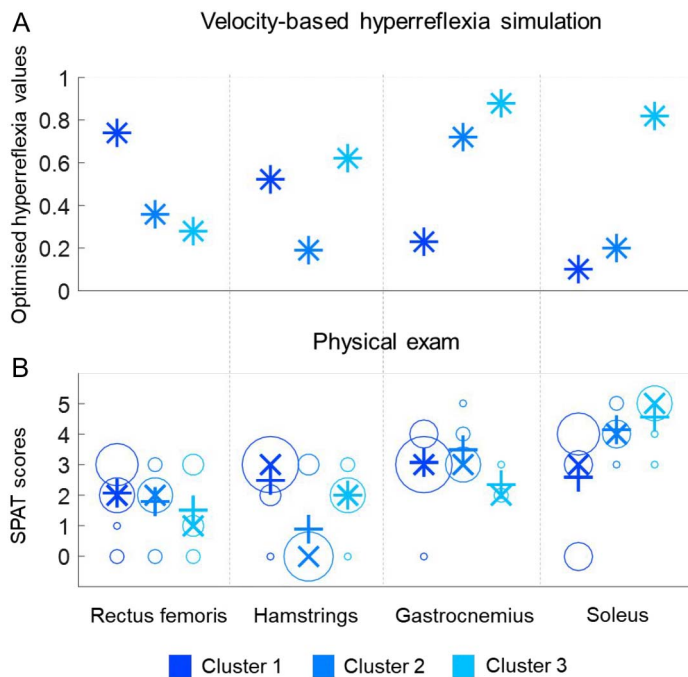 A
Velocity-based hyperreflexia simulation
Optimised hyperreflexia values
1
0.8
0.6
0.4
0.2
0
B
Physical exam
SPAT scores
5
4
3
2
1
0
Rectus femoris Hamstrings Gastrocnemius Soleus
Cluster 1 Cluster 2 Cluster 3